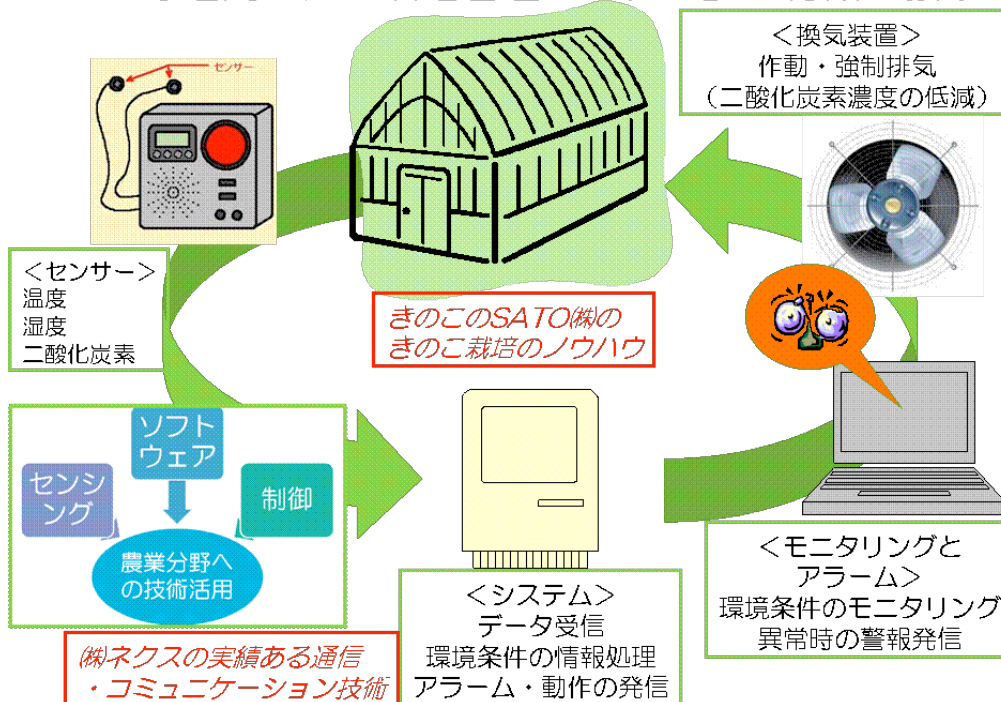 センサー
＜換気装置＞
作動・強制排気
（二酸化炭素濃度の低減）
＜センサー＞
温度
湿度
二酸化炭素
きのこのSATO㈱の
きのこ栽培のノウハウ
ソフト
ウェア
センシ
ング
制御
農業分野へ
の技術活用
㈱ネクスの実績ある通信
・コミュニケーション技術
＜システム＞
データ受信
環境条件の情報処理
アラーム・動作の発信
＜モニタリングと
アラーム＞
環境条件のモニタリング
異常時の警報発信